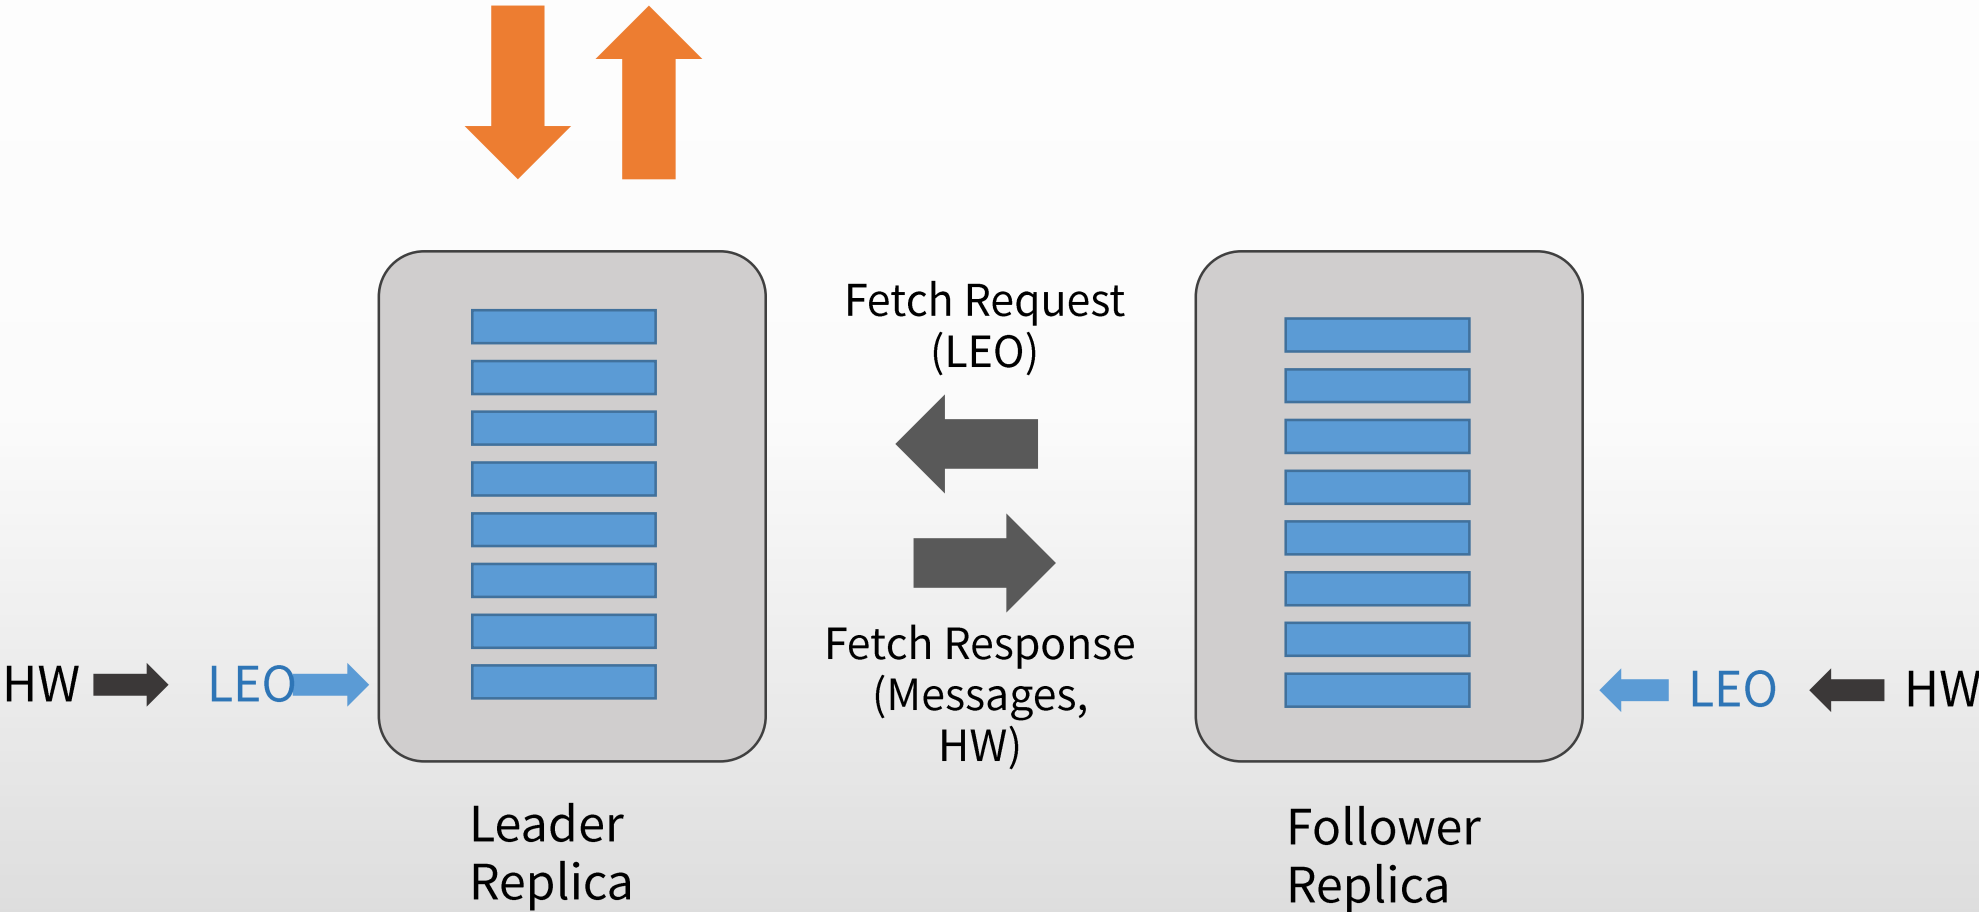 Fetch Request
(LEO)
Fetch Response
(Messages,
HW)
HW
LEO
LEO
HW
Leader
Replica
Follower
Replica